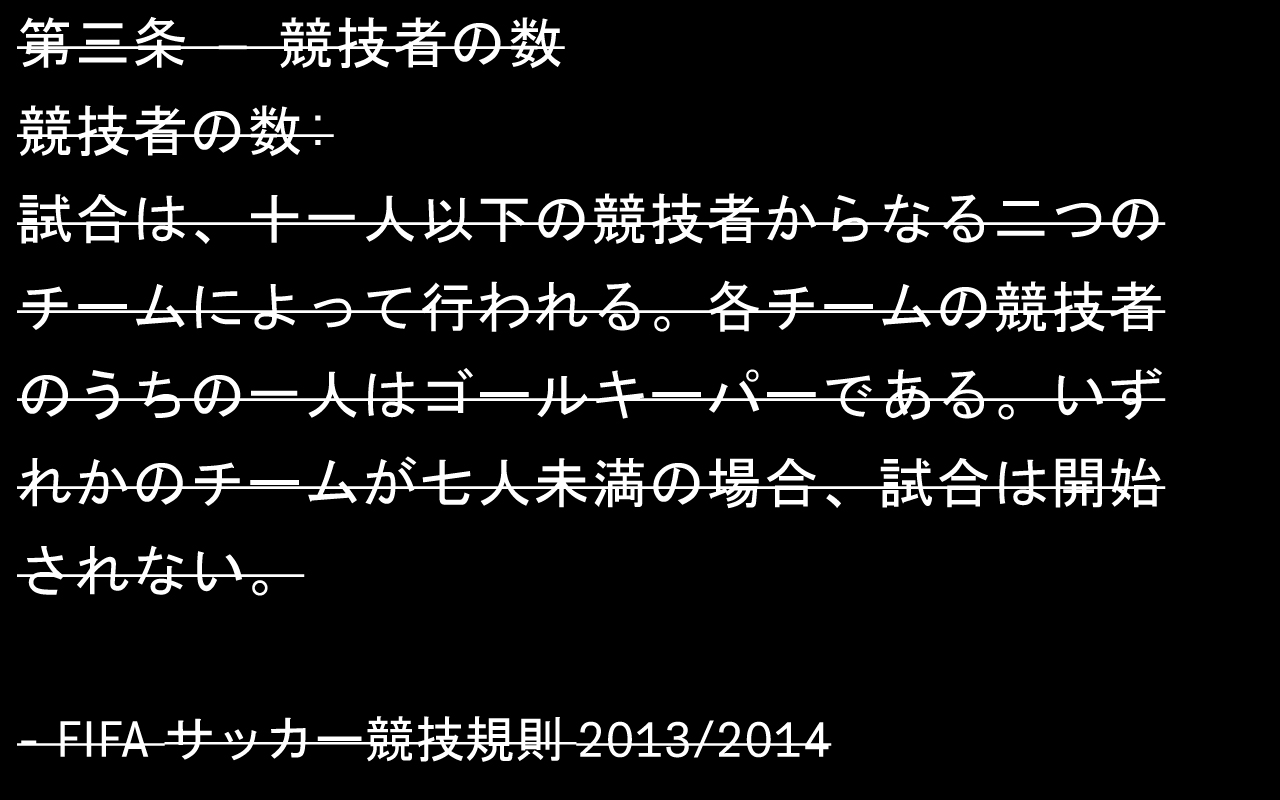 第三条 – 競技者の数
競技者の数:
試合は、十一人以下の競技者からなる二つの
チームによって行われる。各チームの競技者
のうちの一人はゴールキーパーである。いず
れかのチームが七人未満の場合、試合は開始
されない。
- FIFA サッカー競技規則 2013/2014